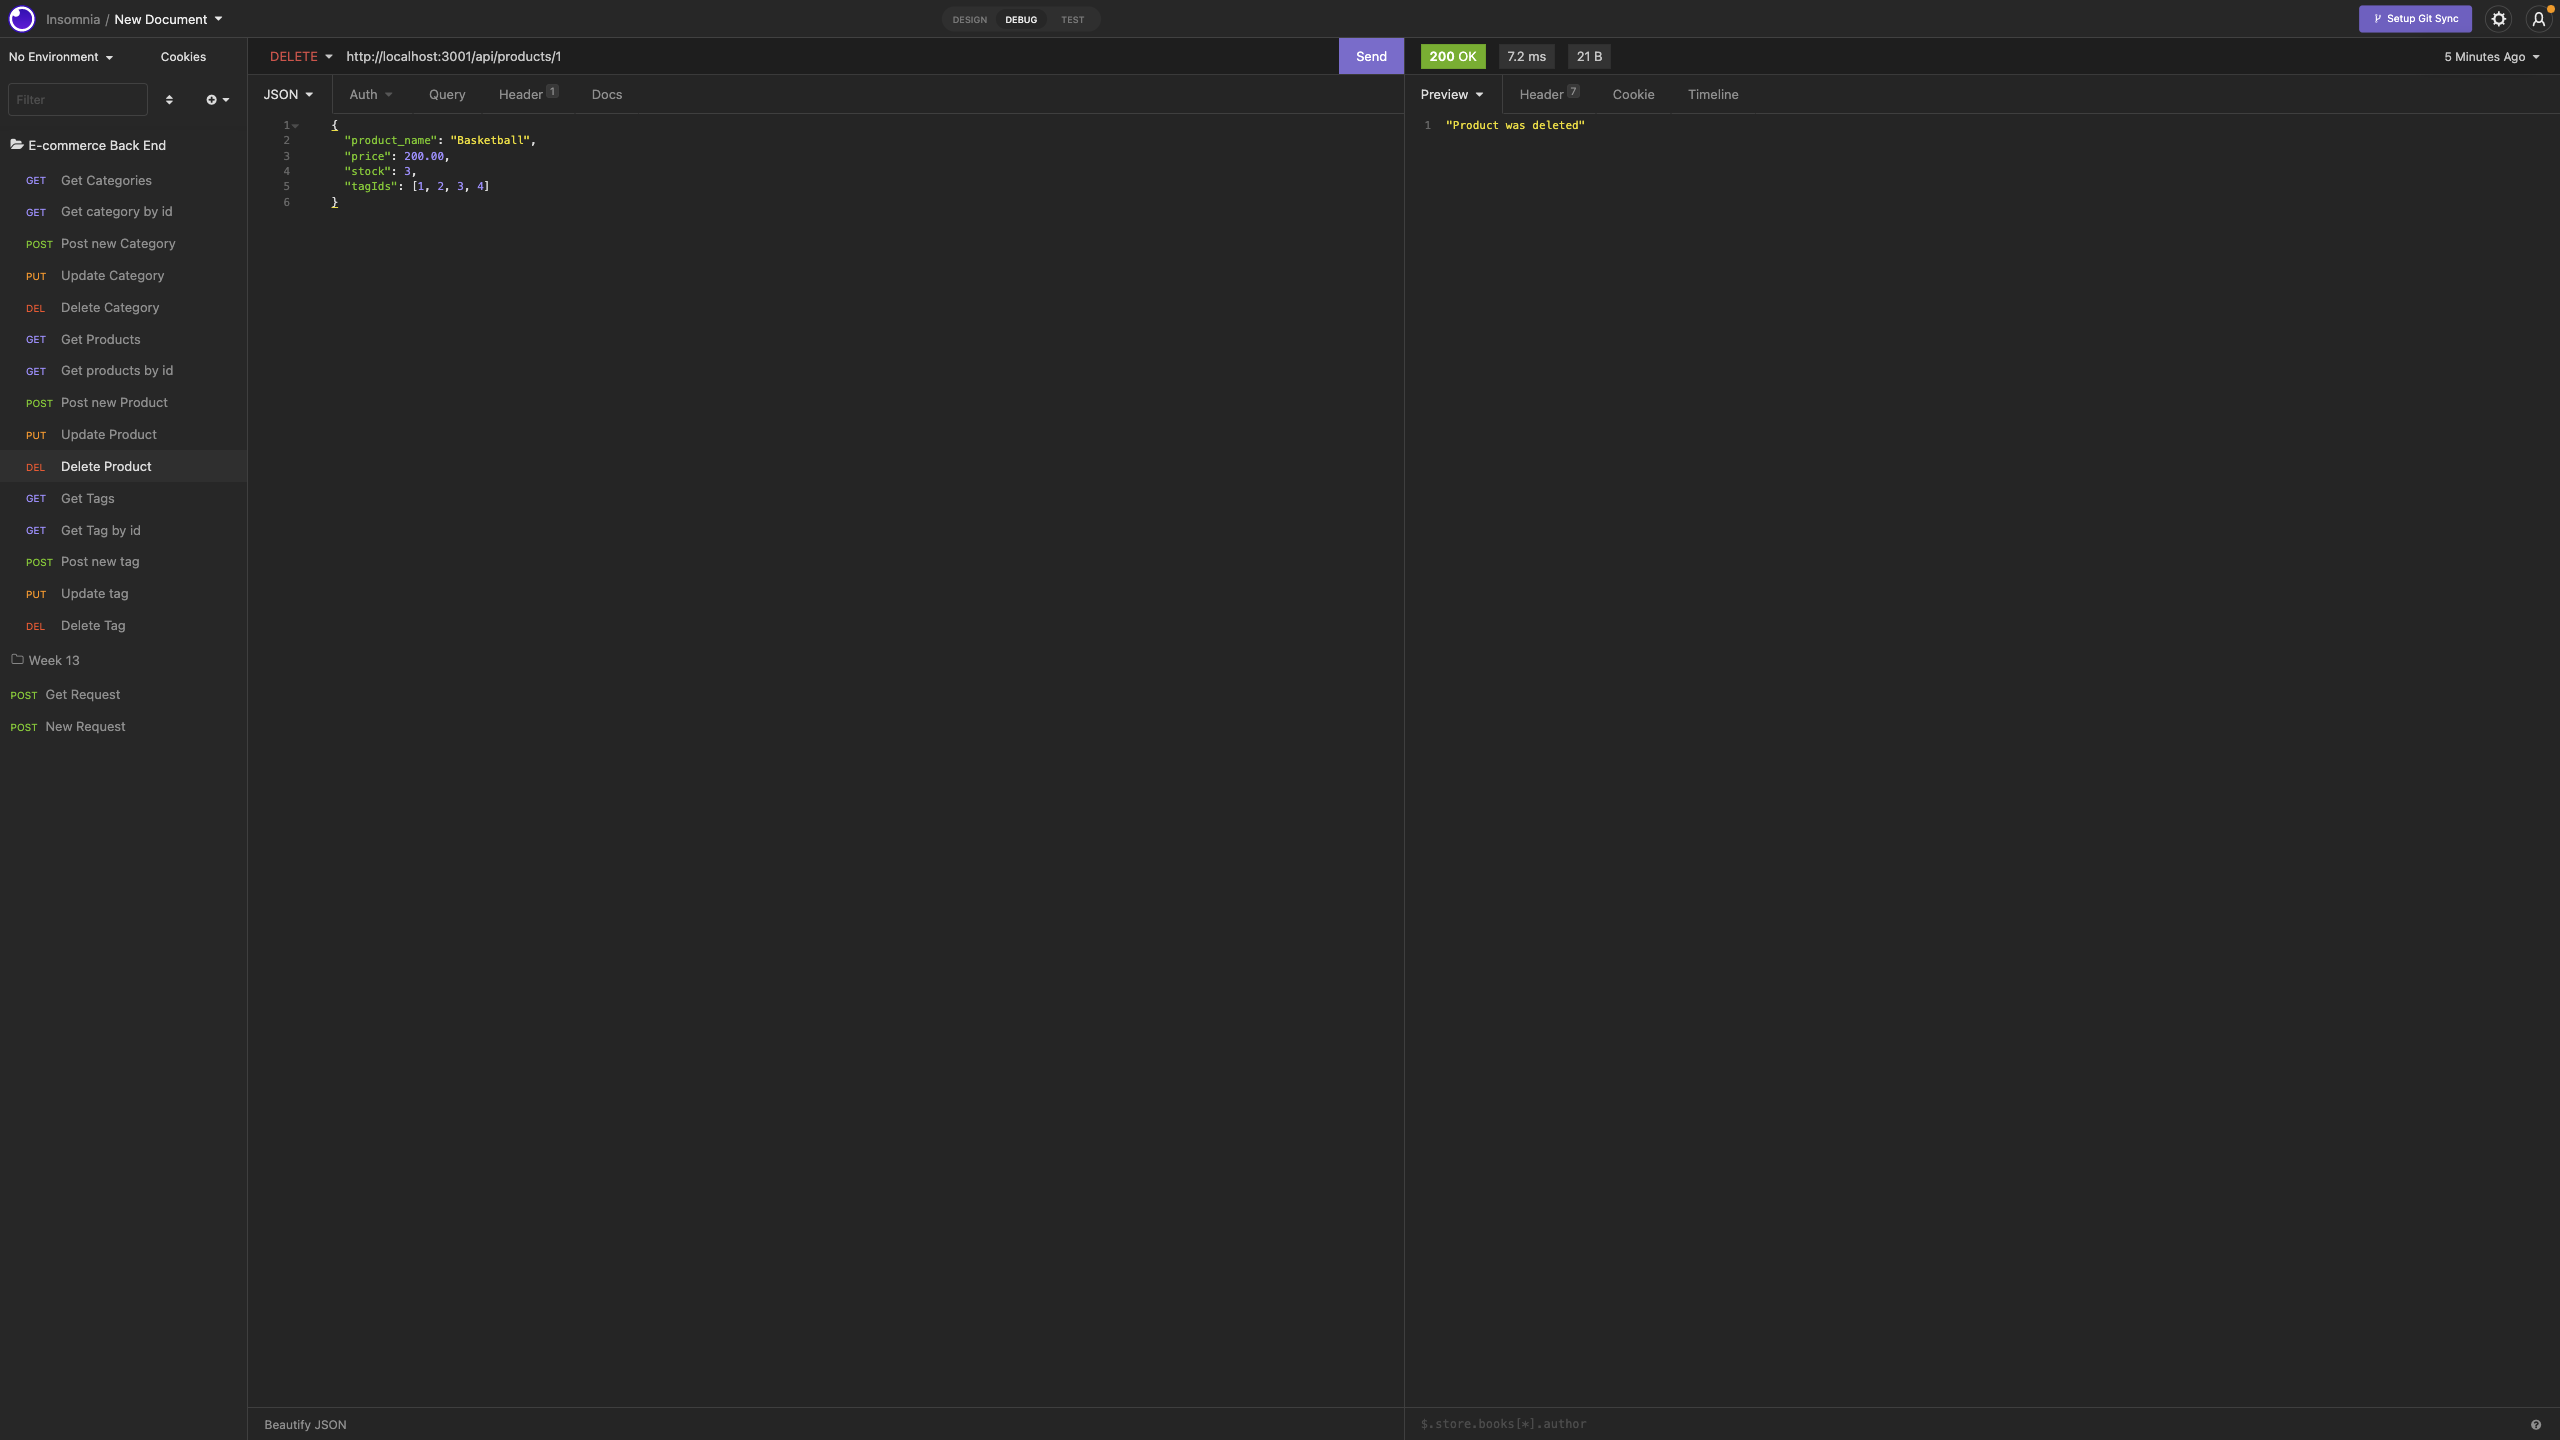 Insomnia / New Document
DESIGN DEBUG TEST
Setup Git Sync
No Environment Cookies
DELETE http://localhost:3001/api/products/1 Send
200 OK 7.2 ms 21 B 5 Minutes Ago
Filter
JSON Auth Query Header 1 Docs
Preview Header 7 Cookie Timeline
1 {
2 "product_name": "Basketball",
3 "price": 200.00,
4 "stock": 3,
5 "tagIds": [1, 2, 3, 4]
6 }
1 "Product was deleted"
E-commerce Back End
GET Get Categories
GET Get category by id
POST Post new Category
PUT Update Category
DEL Delete Category
GET Get Products
GET Get products by id
POST Post new Product
PUT Update Product
DEL Delete Product
GET Get Tags
GET Get Tag by id
POST Post new tag
PUT Update tag
DEL Delete Tag
Week 13
POST Get Request
POST New Request
Beautify JSON
$.store.books[*].author